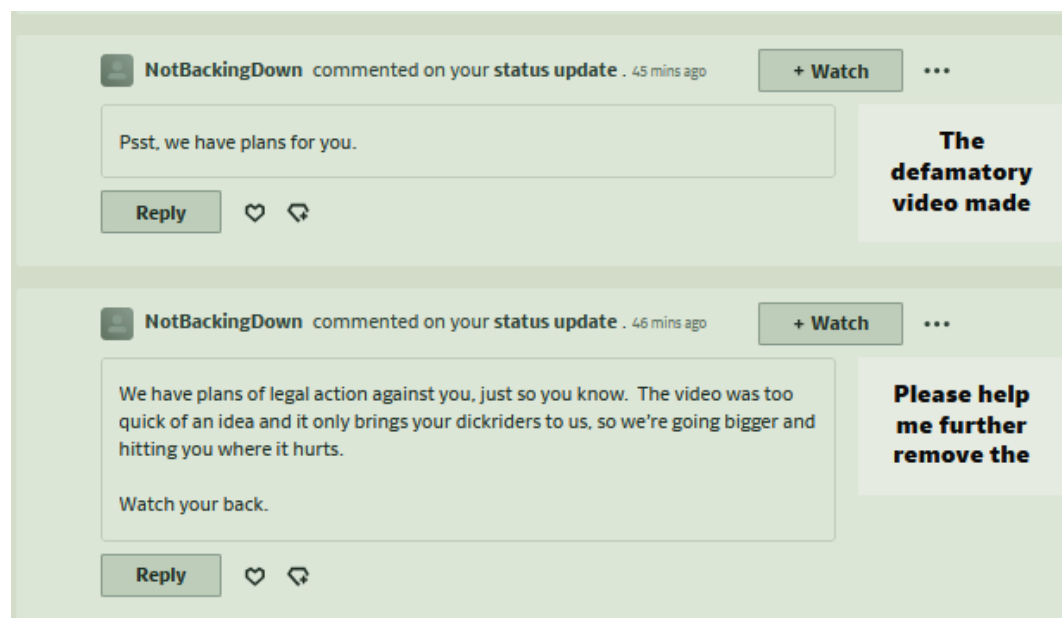 NotBackingDown commented on your status update . 45 mins ago
+ Watch
Psst, we have plans for you.
The
defamatory
video made
Reply
NotBackingDown commented on your status update . 46 mins ago
+ Watch
We have plans of legal action against you, just so you know. The video was too
quick of an idea and it only brings your dickriders to us, so we're going bigger and
hitting you where it hurts.
Watch your back.
Please help
me further
remove the
Reply